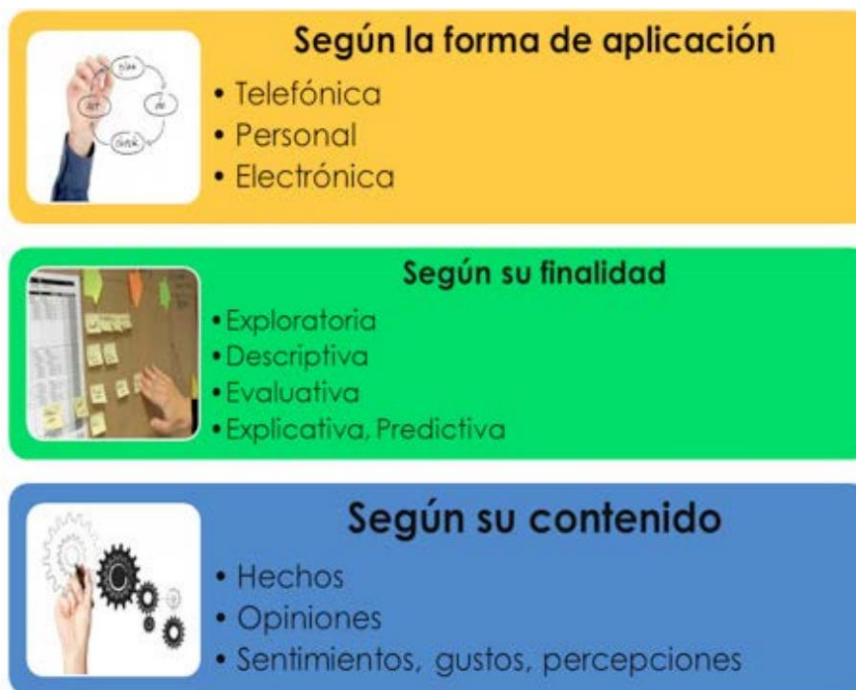 Según la forma de aplicación
• Telefónica
• Personal
• Electrónica
Según su finalidad
• Exploratoria
• Descriptiva
• Evaluativa
• Explicativa, Predictiva
Según su contenido
• Hechos
• Opiniones
• Sentimientos, gustos, percepciones